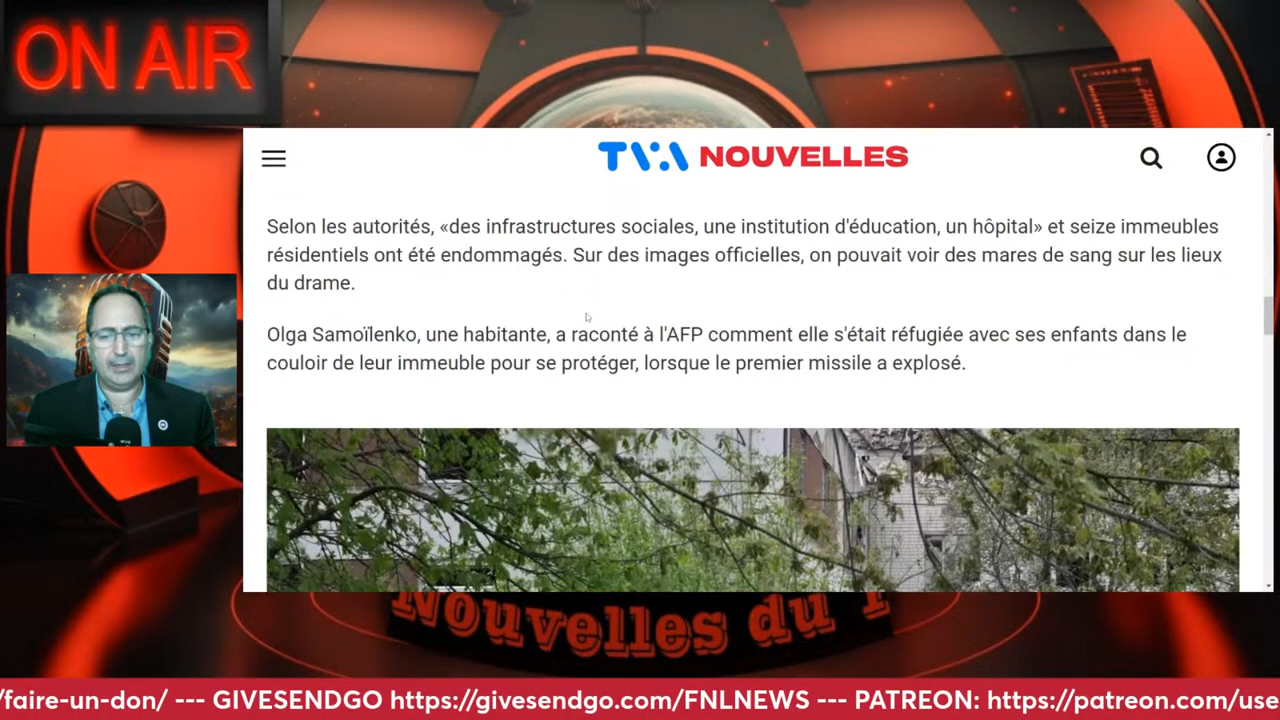 ON AIR
TVA NOUVELLES
Selon les autorités, «des infrastructures sociales, une institution d'éducation, un hôpital» et seize immeubles
résidentiels ont été endommagés. Sur des images officielles, on pouvait voir des mares de sang sur les lieux
du drame.
Olga Samoïlenko, une habitante, a raconté à l'AFP comment elle s'était réfugiée avec ses enfants dans le
couloir de leur immeuble pour se protéger, lorsque le premier missile a explosé.
Nouvelles du
/faire-un-don/ --- GIVESENDGO https://givesendgo.com/FNLNEWS --- PATREON: https://patreon.com/use